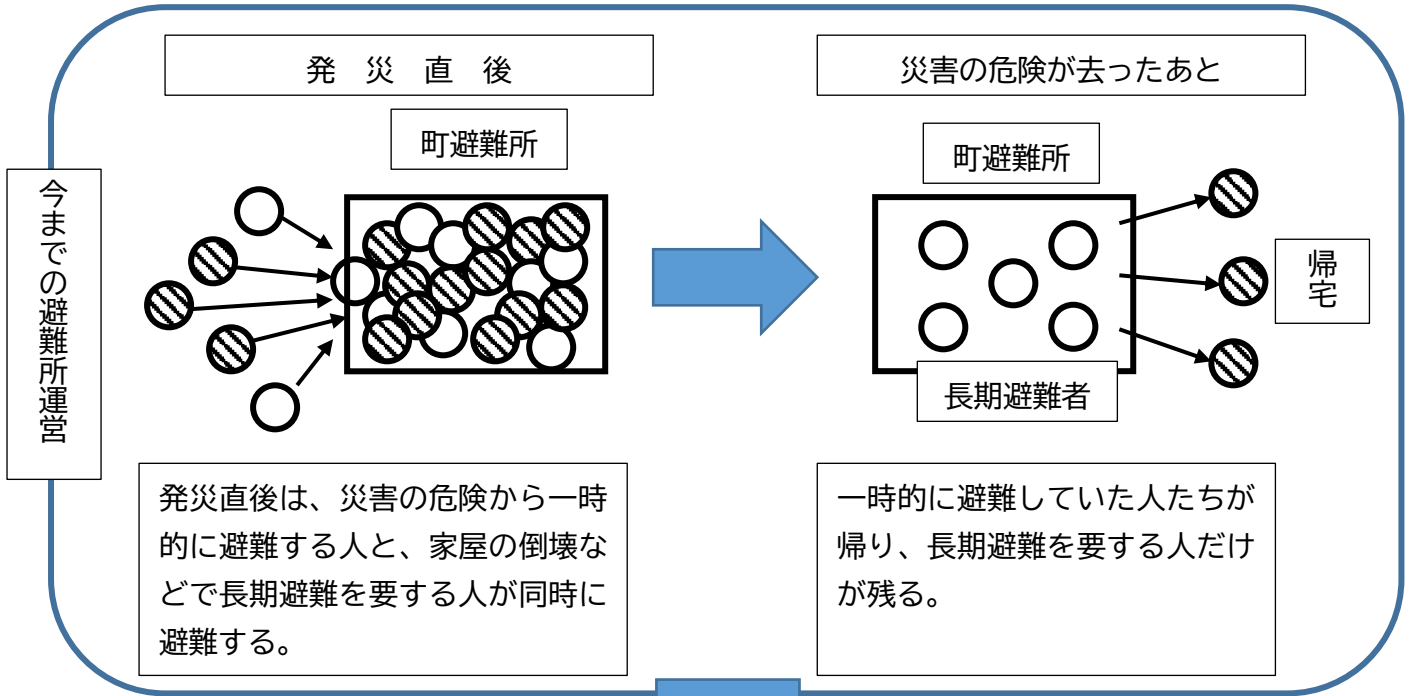 今までの避難所運営
発　災　直　後
町避難所
発災直後は、災害の危険から一時
的に避難する人と、家屋の倒壊な
どで長期避難を要する人が同時に
避難する。
災害の危険が去ったあと
町避難所
帰宅
長期避難者
一時的に避難していた人たちが
帰り、長期避難を要する人だけ
が残る。